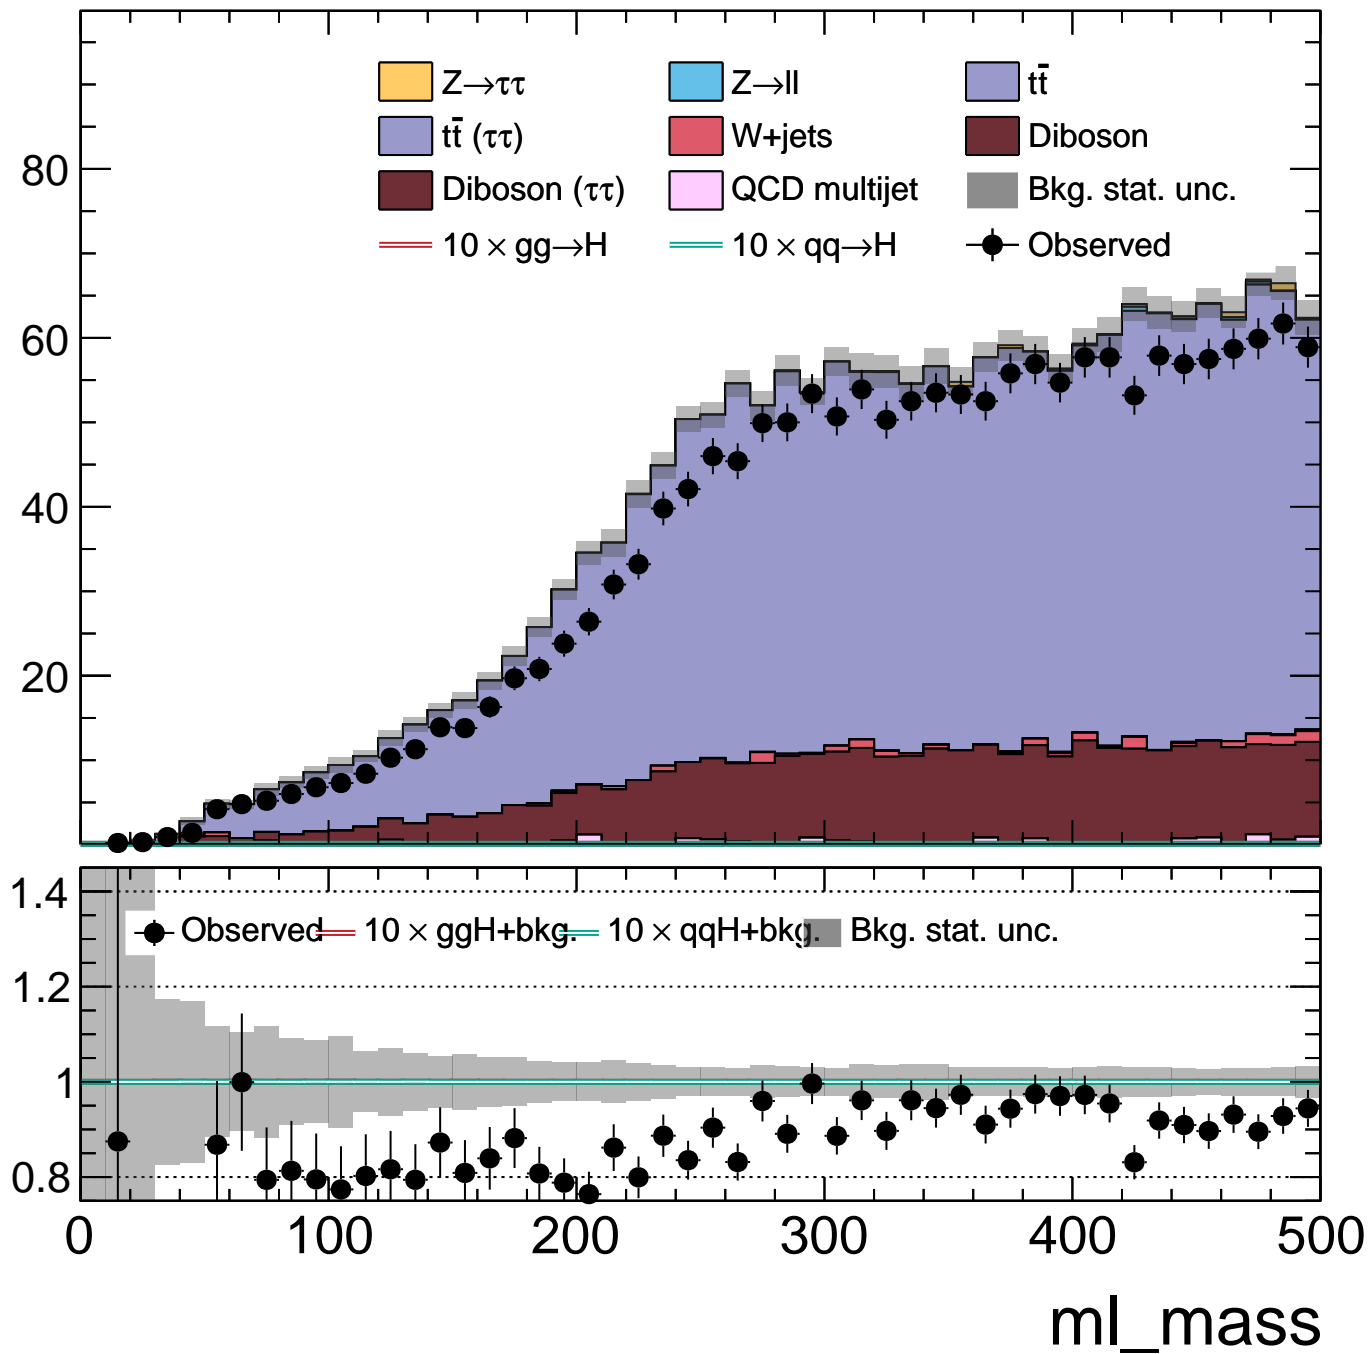 Z→ττ Z→ll tt̄
tt̄ (ττ) W+jets Diboson
Diboson (ττ) QCD multijet Bkg. stat. unc.
10 × gg→H 10 × qq→H Observed
80
60
40
20
1.4
Observed 10 × ggH+bkg. 10 × qqH+bkg. Bkg. stat. unc.
1.2
1
0.8
0 100 200 300 400 500
ml_mass